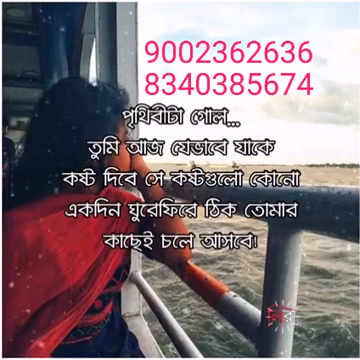 9002362636
8340385674
পৃথিবীটা গোল...
তুমি আজ যেভাবে যাকে
কষ্ট দিবে সে কষ্টগুলো কোনো
একদিন ঘুরেফিরে ঠিক তোমার
কাছেই চলে আসবে!